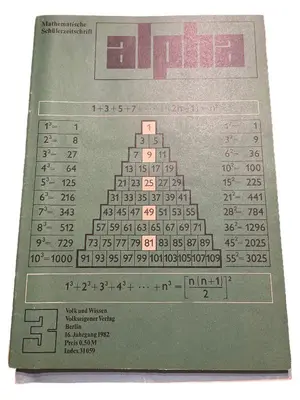 Mathematische
Schülerzeitschrift
alpha
1+3+5+7+ ··· +(2n−1) = n²
1³= 1 1 1²= 1
2³= 8 3 5 3²= 9
3³= 27 7 9 11 6²= 36
4³= 64 13 15 17 19 10²= 100
5³= 125 21 23 25 27 29 15²= 225
6³= 216 31 33 35 37 39 41 21²= 441
7³= 343 43 45 47 49 51 53 55 28²= 784
8³= 512 57 59 61 63 65 67 69 71 36²= 1296
9³= 729 73 75 77 79 81 83 85 87 89 45²= 2025
10³= 1000 91 93 95 97 99 101 103 105 107 109 55²= 3025
1³+2³+3³+4³+ ··· +n³ = [n(n+1)/2]²
3
Volk und Wissen
Volkseigener Verlag
Berlin
16. Jahrgang 1982
Preis 0,50 M
Index 31059